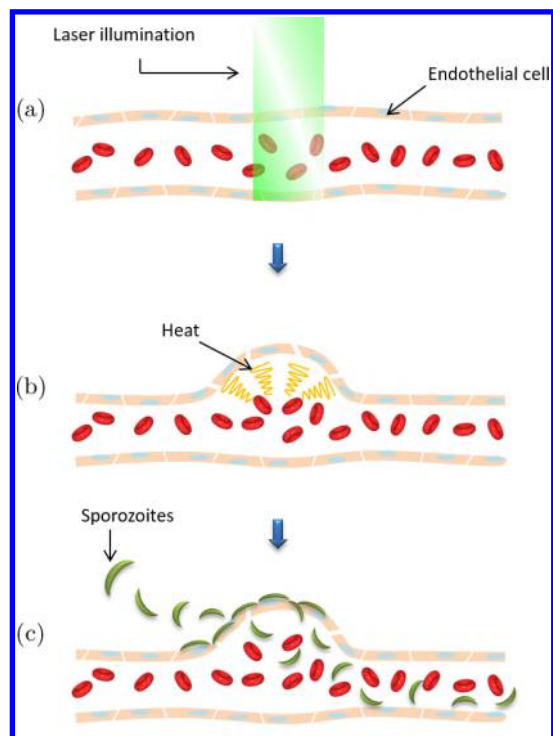 Laser illumination
Endothelial cell
(a)
Heat
(b)
Sporozoites
(c)